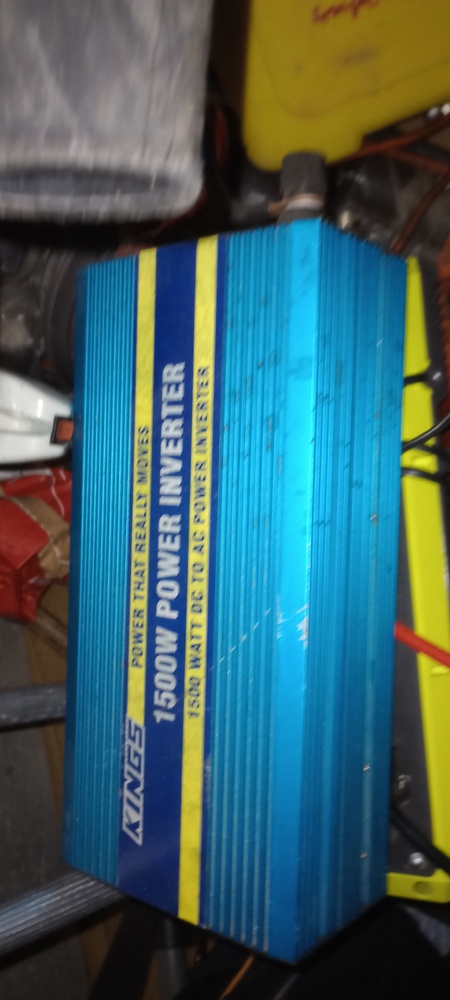 KINGS
POWER THAT REALLY MOVES
1500W POWER INVERTER
1500 WATT DC TO AC POWER INVERTER